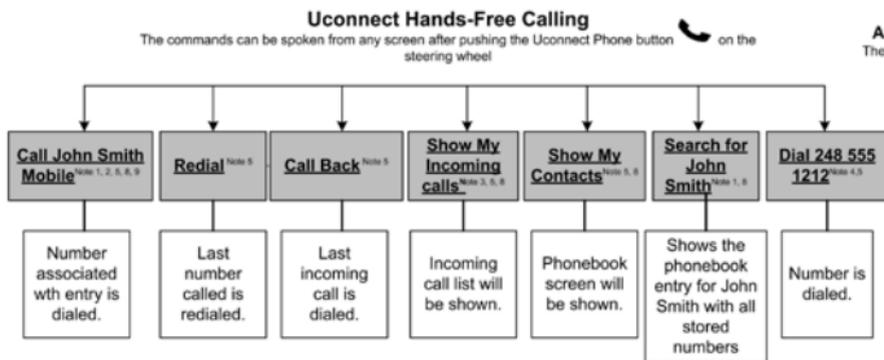 Uconnect Hands-Free Calling
The commands can be spoken from any screen after pushing the Uconnect Phone button on the
steering wheel
A
The
Call John Smith
Mobile Note 1, 2, 5, 8, 9
Redial Note 5
Call Back Note 5
Show My
Incoming
calls Note 3, 5, 8
Show My
Contacts Note 5, 8
Search for
John
Smith Note 1, 8
Dial 248 555
1212 Note 4,5
Number
associated
wth entry is
dialed.
Last
number
called is
redialed.
Last
incoming
call is
dialed.
Incoming
call list will
be shown.
Phonebook
screen will
be shown.
Shows the
phonebook
entry for John
Smith with all
stored
numbers
Number is
dialed.